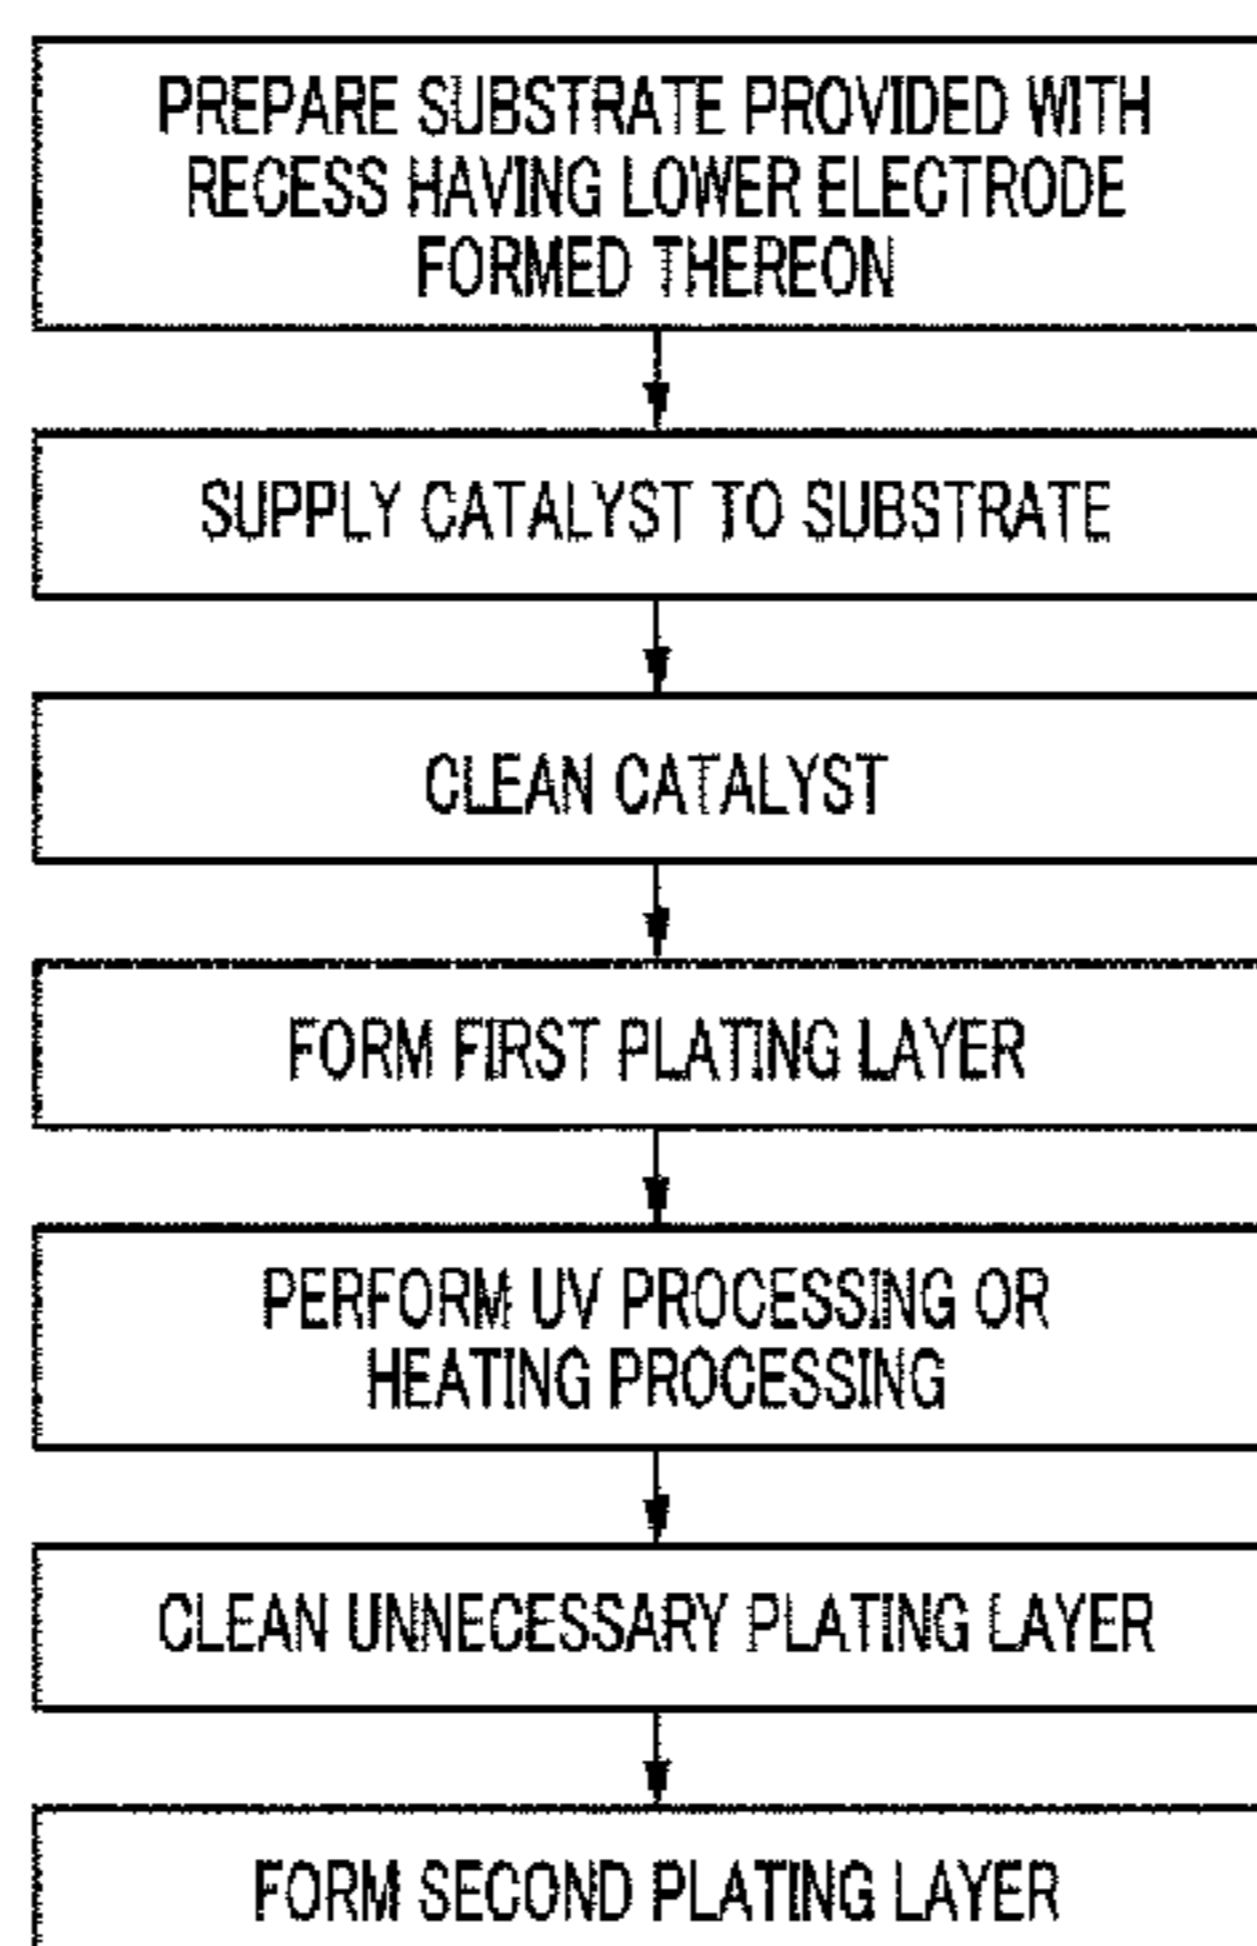 PREPARE SUBSTRATE PROVIDED WITH
RECESS HAVING LOWER ELECTRODE
FORMED THEREON
SUPPLY CATALYST TO SUBSTRATE
CLEAN CATALYST
FORM FIRST PLATING LAYER
PERFORM UV PROCESSING OR
HEATING PROCESSING
CLEAN UNNECESSARY PLATING LAYER
FORM SECOND PLATING LAYER